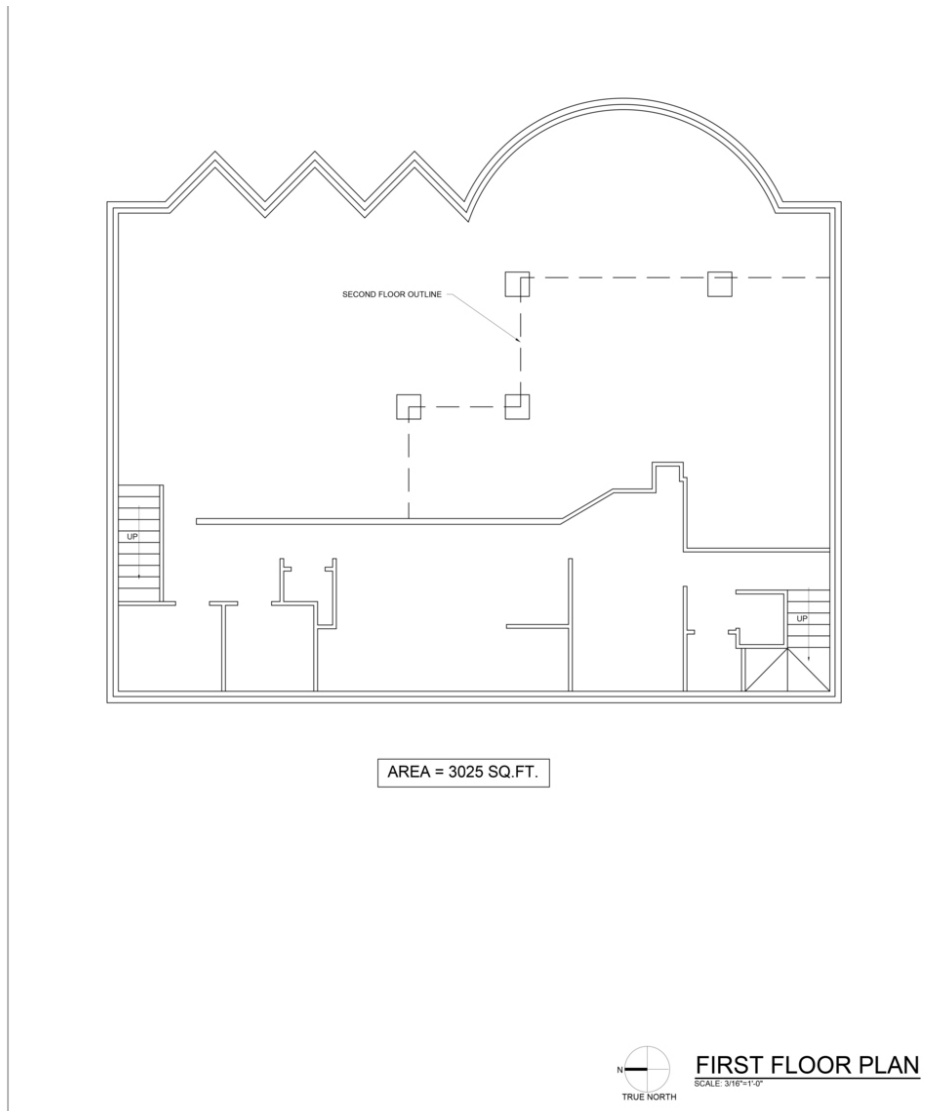 SECOND FLOOR OUTLINE
UP
UP
AREA = 3025 SQ.FT.
N
TRUE NORTH
FIRST FLOOR PLAN
SCALE: 3/16"=1'-0"